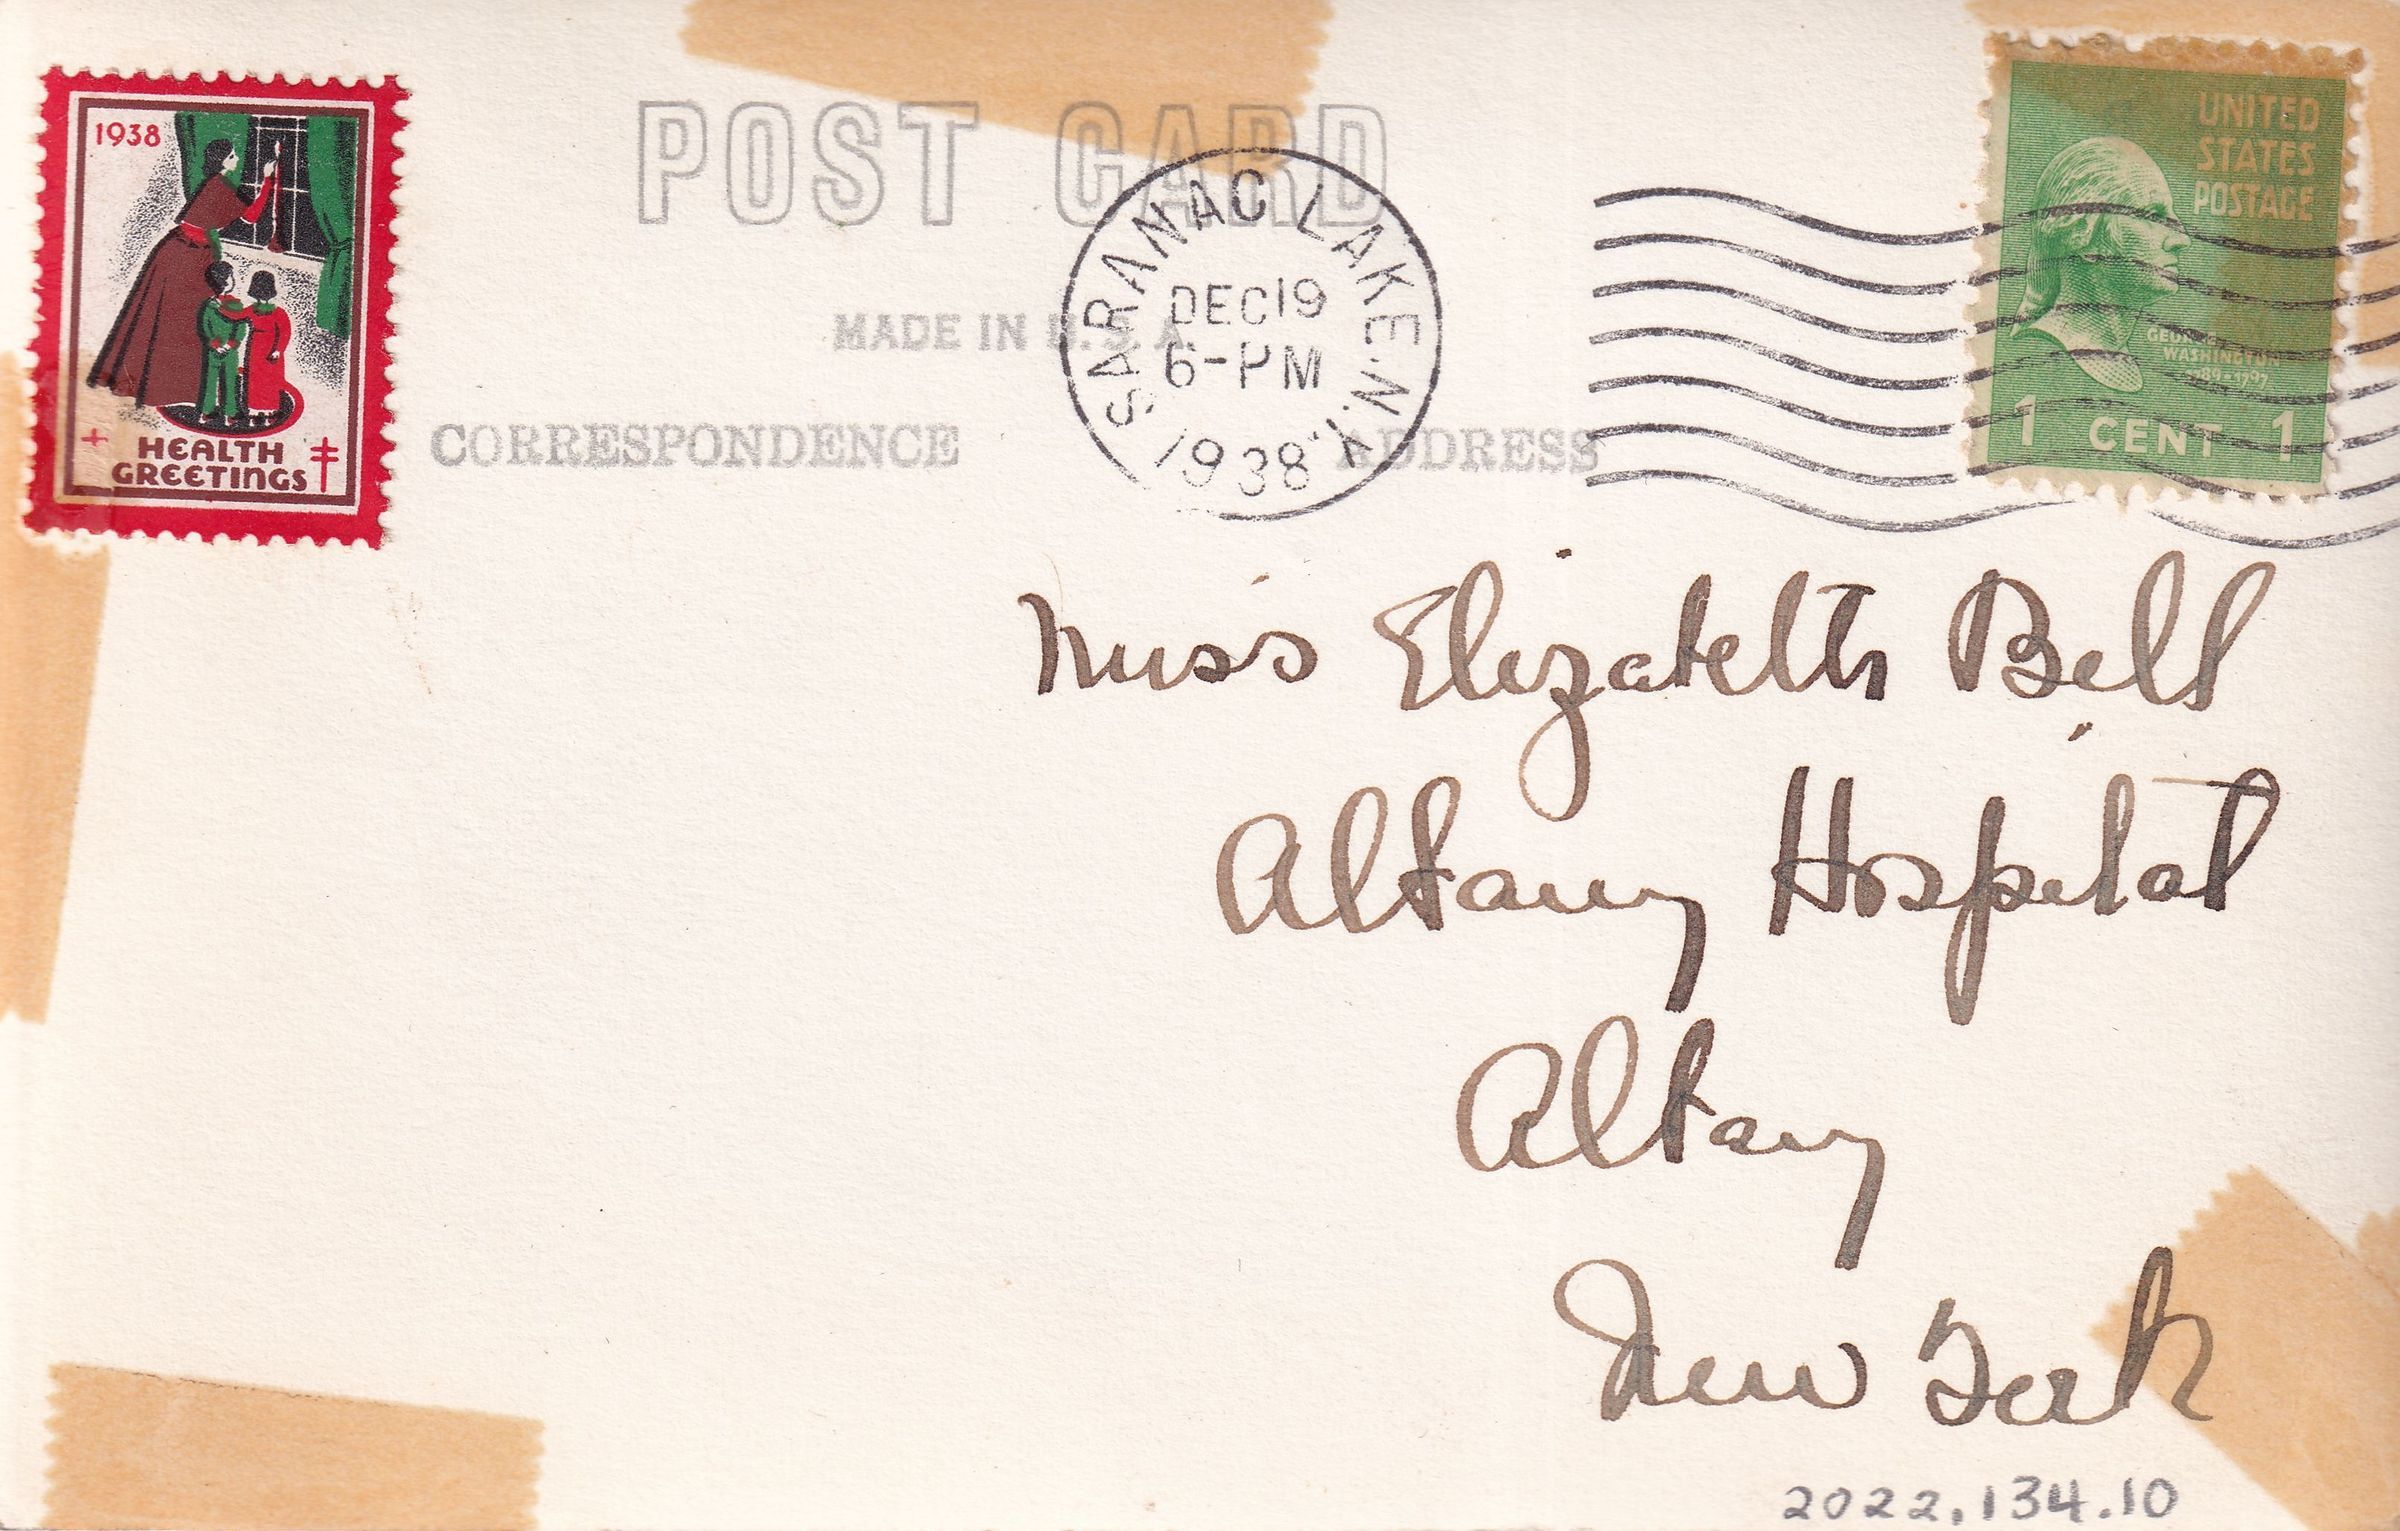 1938
HEALTH
GREETINGS
POST CARD
MADE IN U.S.A.
CORRESPONDENCE
ADDRESS
SARANAC LAKE. N.Y.
DEC 19
6-PM
1938
UNITED
STATES
POSTAGE
GEORGE
WASHINGTON
1789-1797
1 CENT 1
Miss Elizabeth Bell
Albany Hospital
Albany
New York
2022.134.10